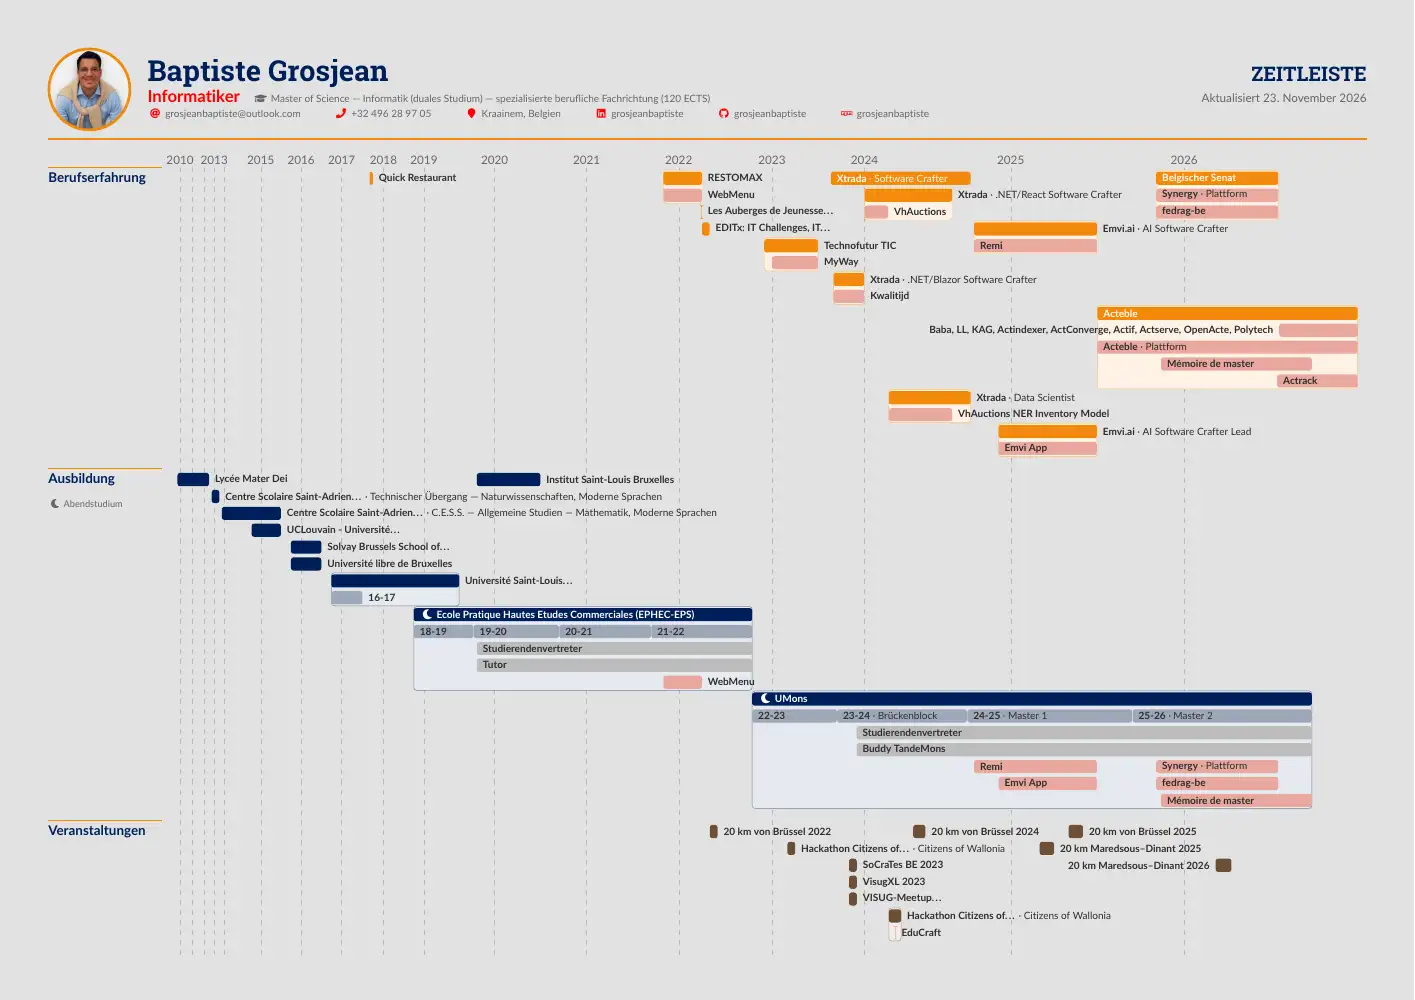 Baptiste Grosjean
ZEITLEISTE
Informatiker Master of Science — Informatik (duales Studium) — spezialisierte berufliche Fachrichtung (120 ECTS)
Aktualisiert 23. November 2026
grosjeanbaptiste@outlook.com +32 496 28 97 05 Kraainem, Belgien grosjeanbaptiste grosjeanbaptiste grosjeanbaptiste
2010 2013 2015 2016 2017 2018 2019 2020 2021 2022 2023 2024 2025 2026
Berufserfahrung
Quick Restaurant
RESTOMAX
Xtrada · Software Crafter
Belgischer Senat
WebMenu
Xtrada · .NET/React Software Crafter
Synergy · Plattform
Les Auberges de Jeunesse…
VhAuctions
fedrag-be
EDITx: IT Challenges, IT…
Emvi.ai · AI Software Crafter
Technofutur TIC
Remi
MyWay
Xtrada · .NET/Blazor Software Crafter
Kwalitijd
Acteble
Baba, LL, KAG, Actindexer, ActConverge, Actif, Actserve, OpenActe, Polytech
Acteble · Plattform
Mémoire de master
Actrack
Xtrada · Data Scientist
VhAuctions NER Inventory Model
Emvi.ai · AI Software Crafter Lead
Emvi App
Ausbildung
Abendstudium
Lycée Mater Dei
Institut Saint-Louis Bruxelles
Centre Scolaire Saint-Adrien… · Technischer Übergang — Naturwissenschaften, Moderne Sprachen
Centre Scolaire Saint-Adrien… · C.E.S.S. — Allgemeine Studien — Mathematik, Moderne Sprachen
UCLouvain - Université…
Solvay Brussels School of…
Université libre de Bruxelles
Université Saint-Louis…
16-17
Ecole Pratique Hautes Etudes Commerciales (EPHEC-EPS)
18-19 19-20 20-21 21-22
Studierendenvertreter
Tutor
WebMenu
UMons
22-23 23-24 · Brückenblock 24-25 · Master 1 25-26 · Master 2
Studierendenvertreter
Buddy TandeMons
Remi
Synergy · Plattform
Emvi App
fedrag-be
Mémoire de master
Veranstaltungen
20 km von Brüssel 2022
20 km von Brüssel 2024
20 km von Brüssel 2025
Hackathon Citizens of… · Citizens of Wallonia
20 km Maredsous–Dinant 2025
SoCraTes BE 2023
20 km Maredsous–Dinant 2026
VisugXL 2023
VISUG-Meetup…
Hackathon Citizens of… · Citizens of Wallonia
EduCraft